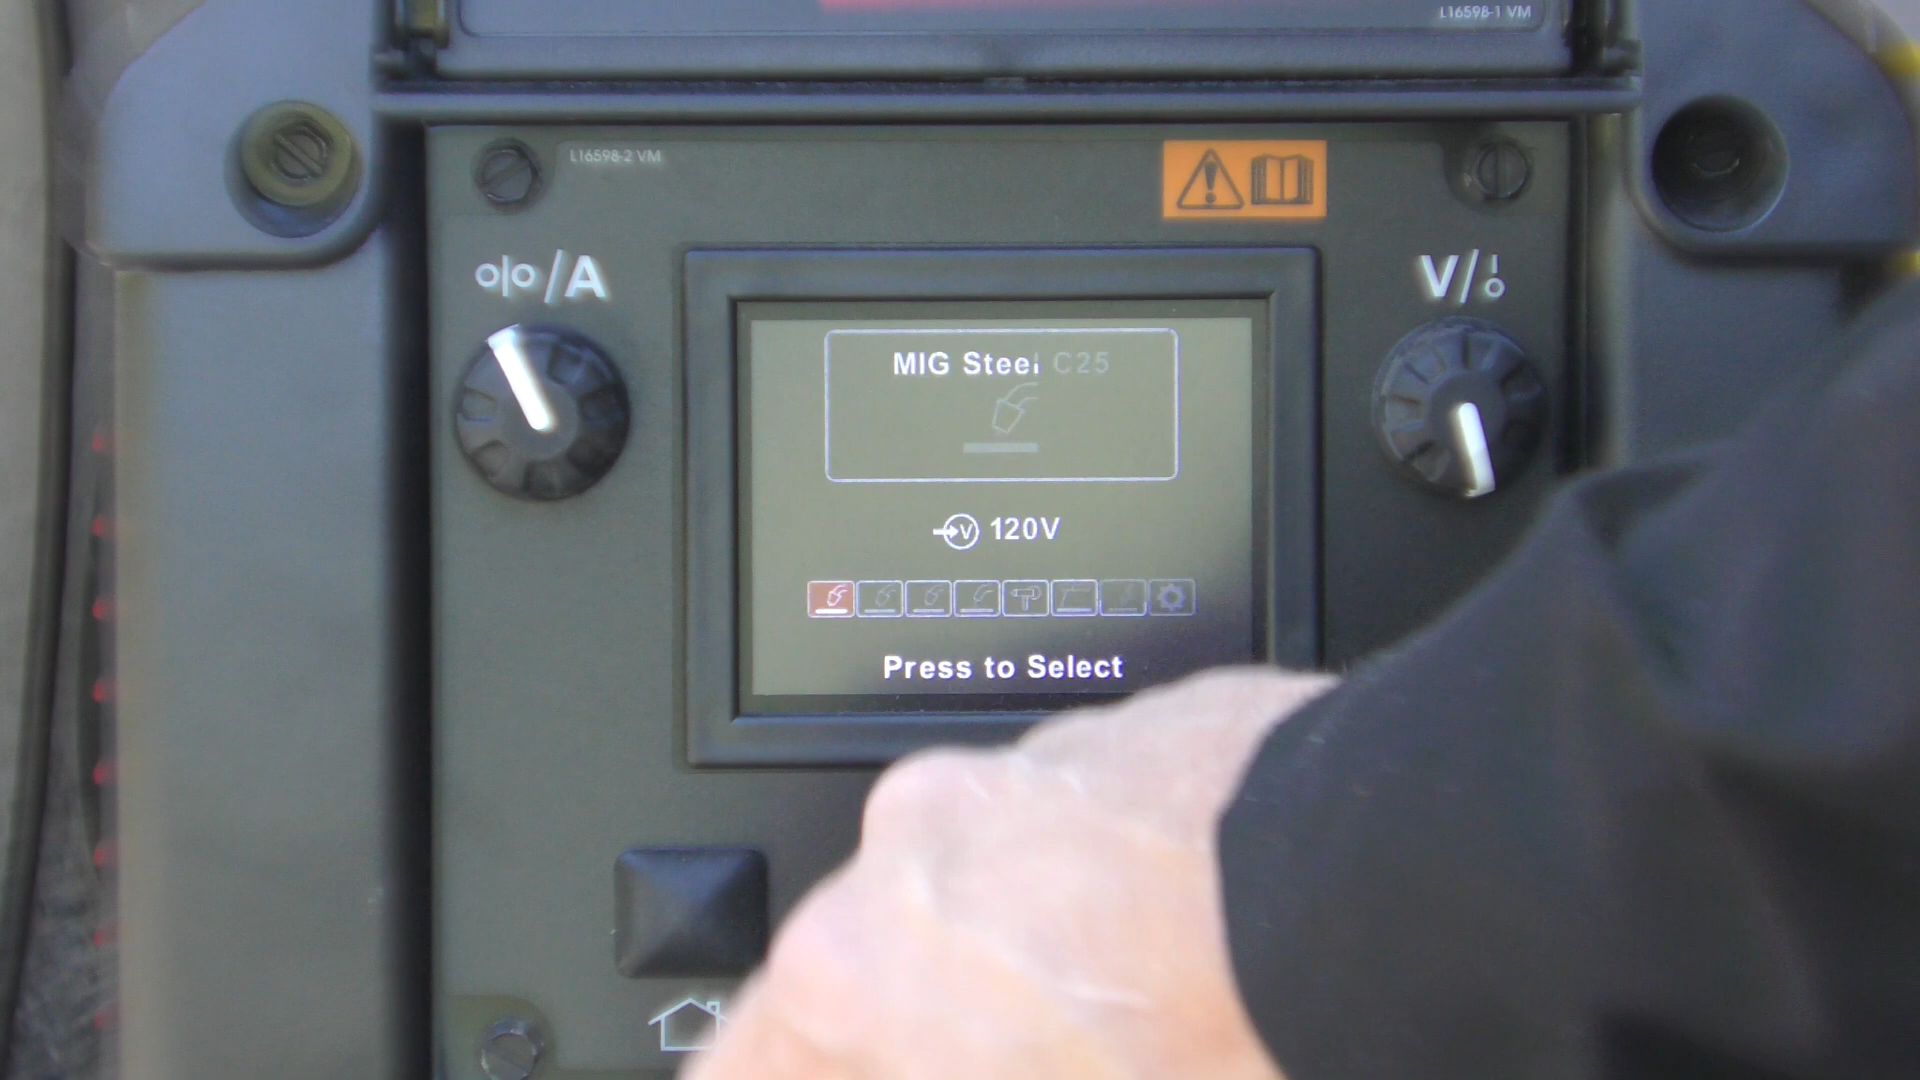 L16598-1 VM
L16598-2 VM
/A
V/
MIG Steel C25
V 120V
Press to Select